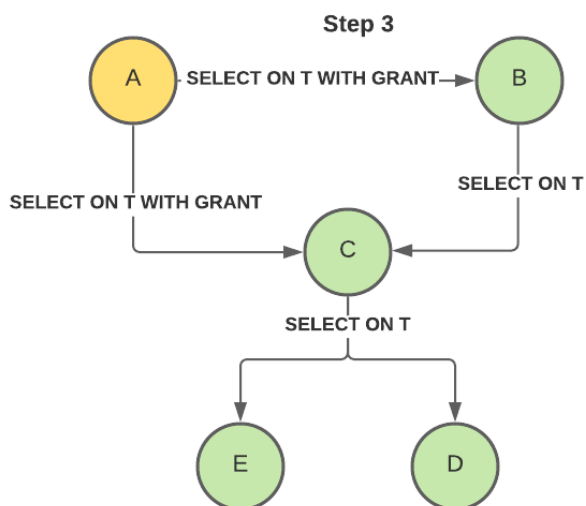 Step 3
A
SELECT ON T WITH GRANT
B
SELECT ON T
SELECT ON T WITH GRANT
C
SELECT ON T
E
D